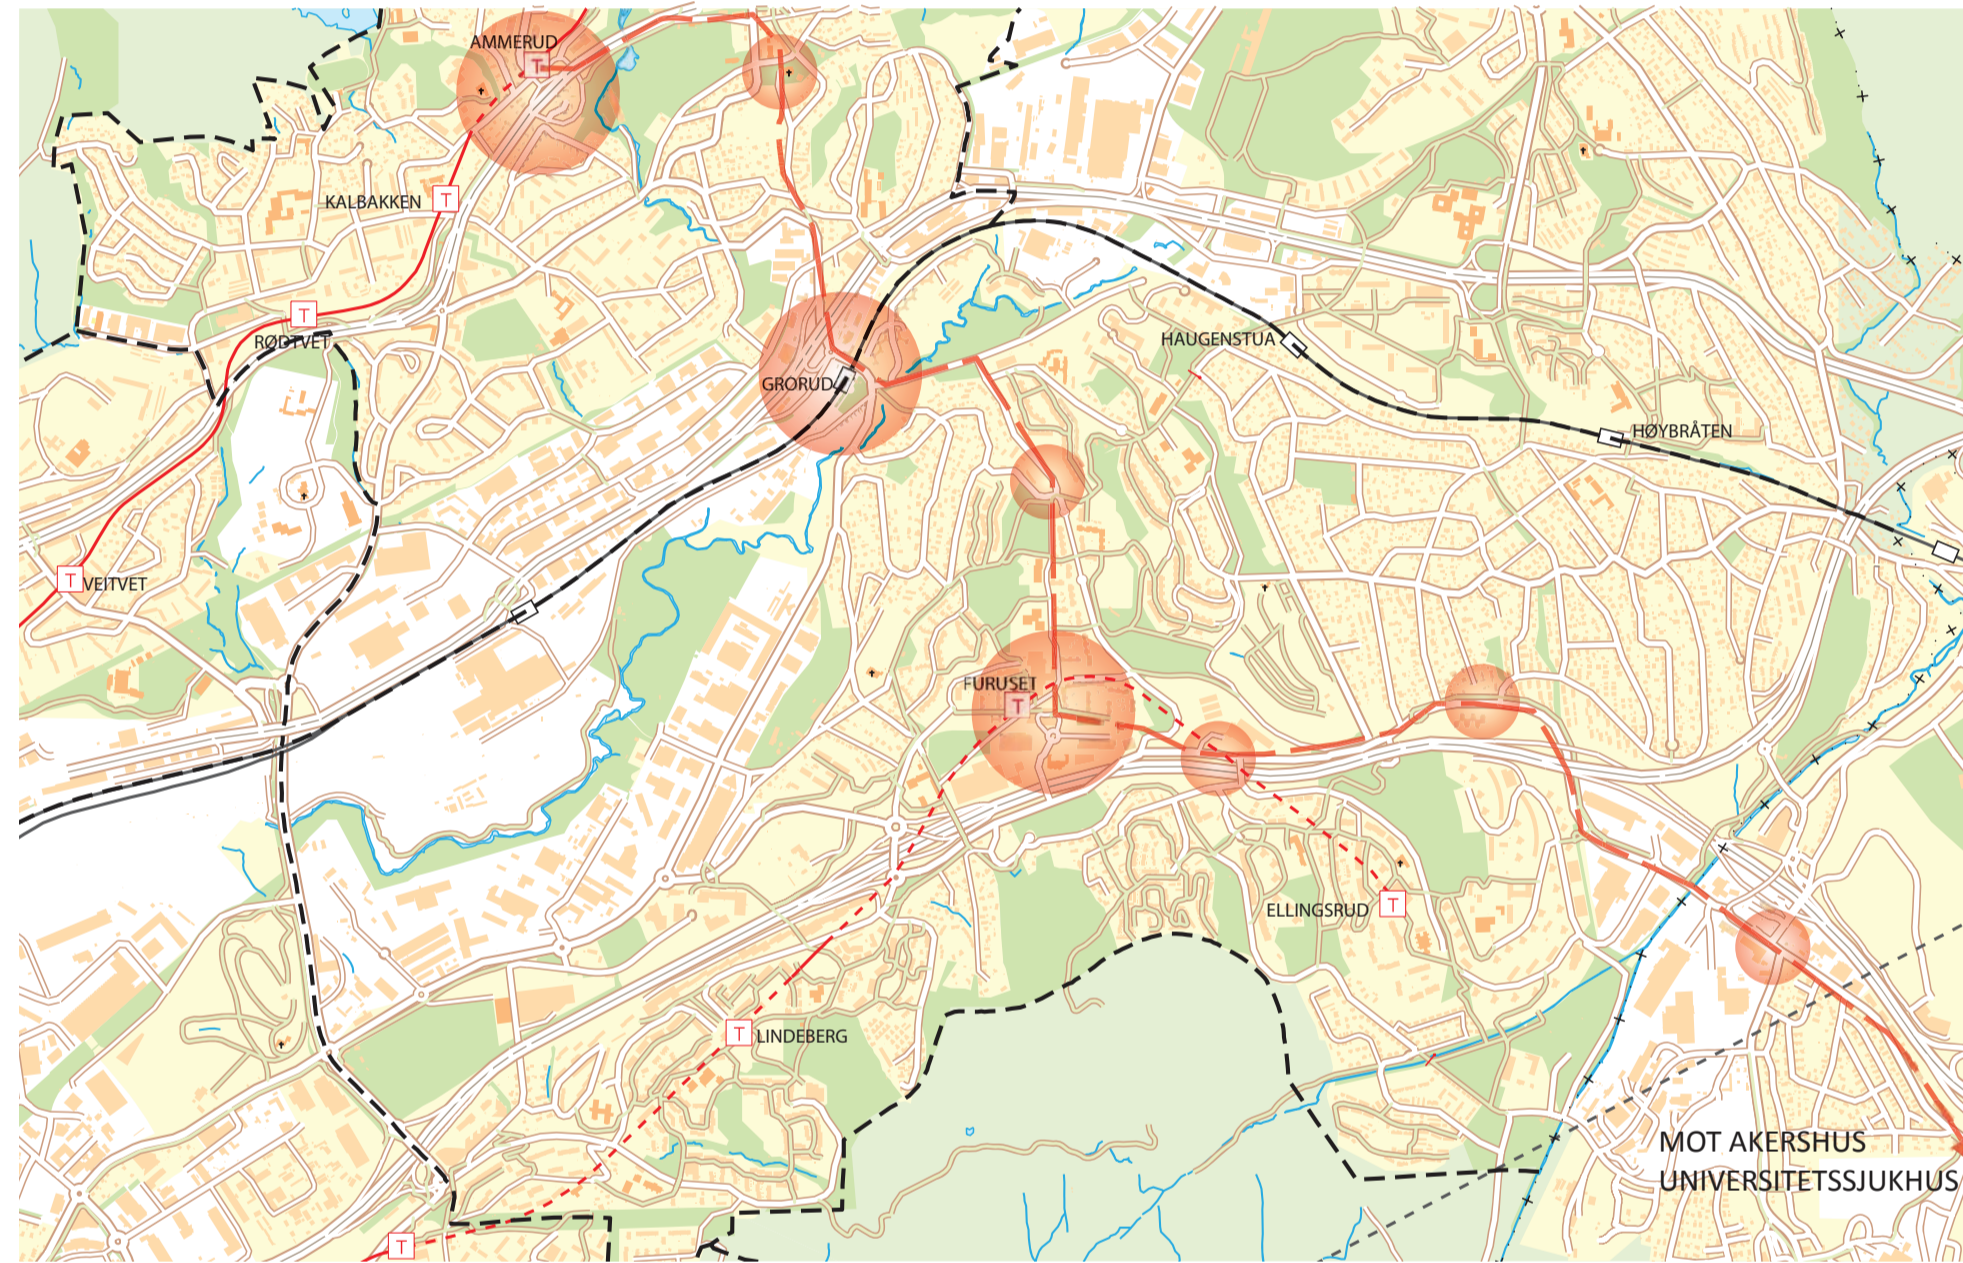 AMMERUD
T
KALBAKKEN T
T
RØDTVET
HAUGENSTUA
GRORUD
HØYBRÅTEN
T VEITVET
FURUSET
T
ELLINGSRUD T
T LINDEBERG
MOT AKERSHUS
UNIVERSITETSSJUKHUS
T